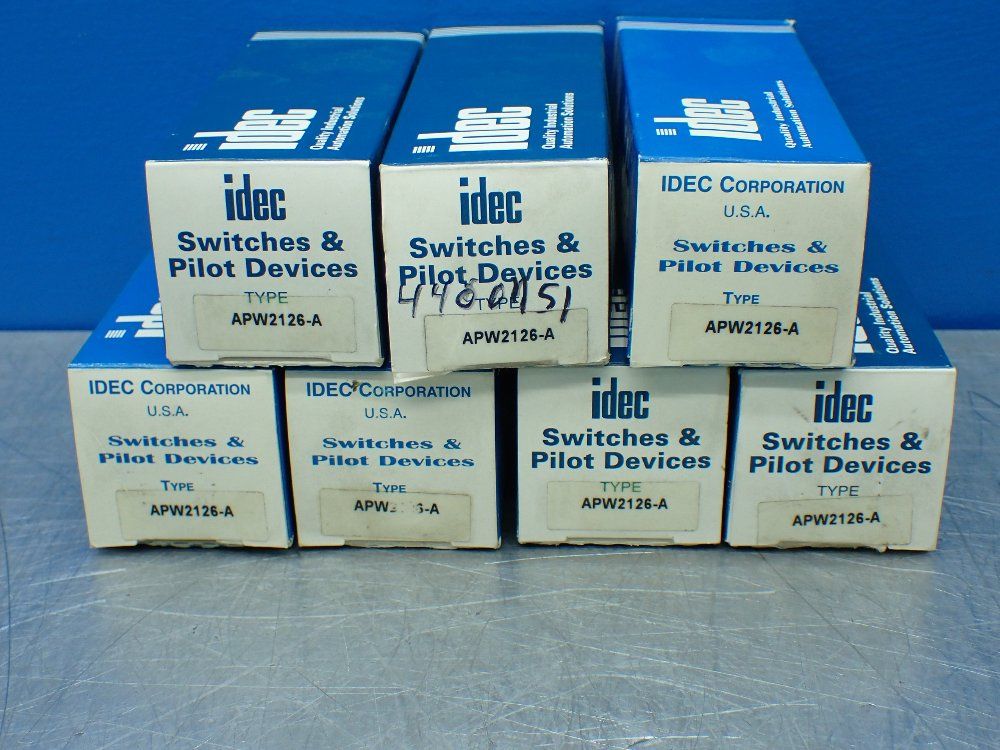 idec
Quality Industrial
Automation Solutions
idec
Switches &
Pilot Devices
TYPE
APW2126-A
idec
Quality Industrial
Automation Solutions
idec
Switches &
Pilot Devices
TYPE
APW2126-A
idec
Quality Industrial
Automation Solutions
IDEC CORPORATION
U.S.A.
Switches &
Pilot Devices
TYPE
APW2126-A
IDEC CORPORATION
U.S.A.
Switches &
Pilot Devices
TYPE
APW2126-A
IDEC CORPORATION
U.S.A.
Switches &
Pilot Devices
TYPE
idec
Switches &
Pilot Devices
TYPE
APW2126-A
Quality Industrial
Automation Solutions
idec
Switches &
Pilot Devices
TYPE
APW2126-A